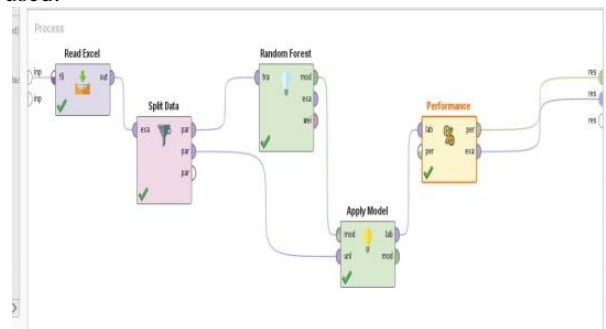 used.
Process
Read Excel
inp
fil
out
inp
Split Data
exa
par
par
par
Random Forest
tra
mod
exa
wei
Apply Model
mod
lab
unl
mod
Performance
lab
per
per
exa
res
res
res